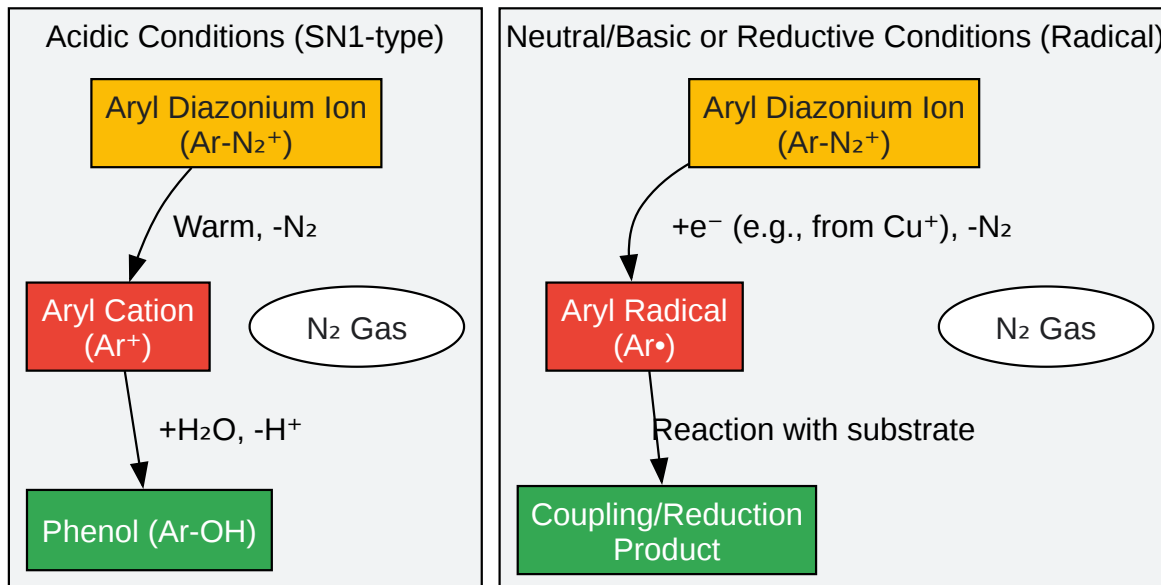 Acidic Conditions (SN1-type)
Aryl Diazonium Ion
(Ar-N₂⁺)
Warm, -N₂
Aryl Cation
(Ar⁺)
N₂ Gas
+H₂O, -H⁺
Phenol (Ar-OH)
Neutral/Basic or Reductive Conditions (Radical)
Aryl Diazonium Ion
(Ar-N₂⁺)
+e⁻ (e.g., from Cu⁺), -N₂
Aryl Radical
(Ar•)
N₂ Gas
Reaction with substrate
Coupling/Reduction
Product